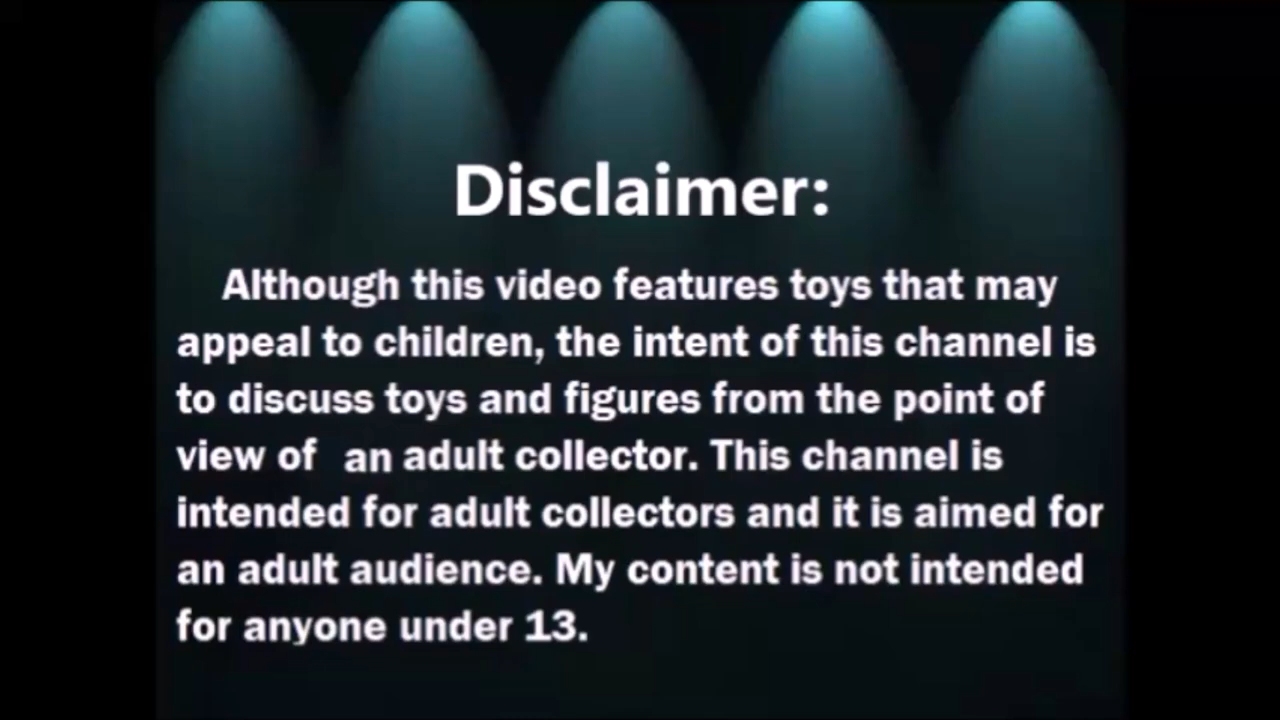 Disclaimer:
Although this video features toys that may
appeal to children, the intent of this channel is
to discuss toys and figures from the point of
view of an adult collector. This channel is
intended for adult collectors and it is aimed for
an adult audience. My content is not intended
for anyone under 13.